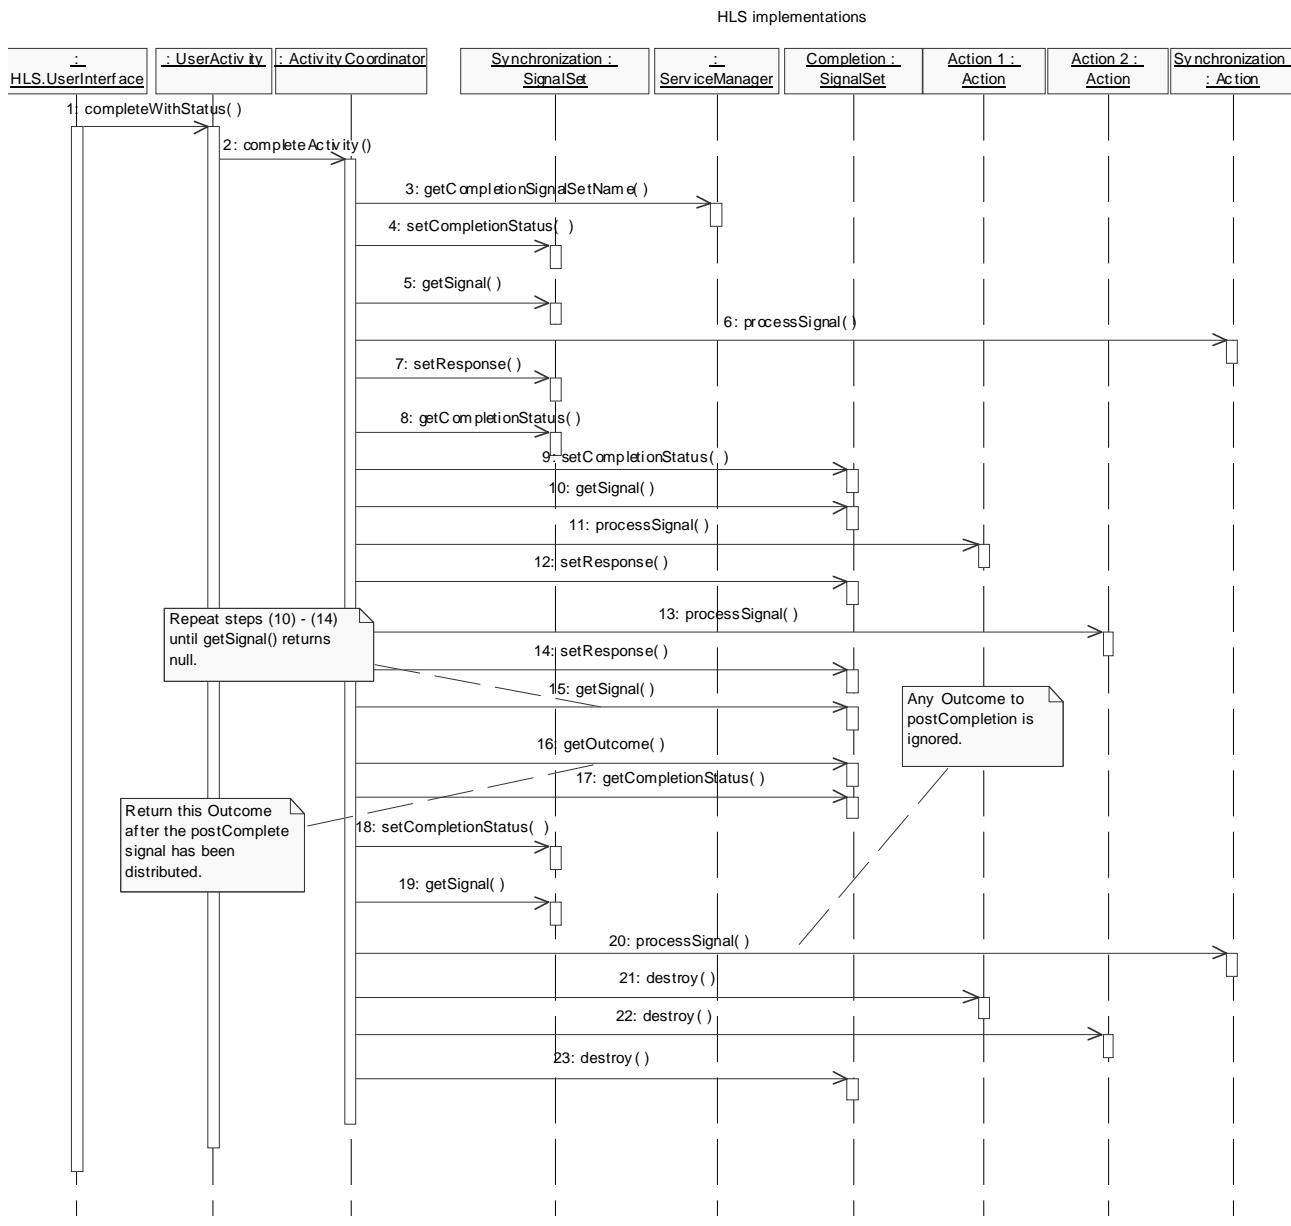 HLS implementations
:
HLS.UserInterface
: UserActivity
: ActivityCoordinator
Synchronization :
SignalSet
:
ServiceManager
Completion :
SignalSet
Action 1 :
Action
Action 2 :
Action
Synchronization
: Action
1: completeWithStatus( )
2: completeActivity()
3: getCompletionSignalSetName( )
4: setCompletionStatus( )
5: getSignal( )
6: processSignal( )
7: setResponse( )
8: getCompletionStatus( )
9: setCompletionStatus( )
10: getSignal( )
11: processSignal( )
12: setResponse( )
13: processSignal( )
Repeat steps (10) - (14)
until getSignal() returns
null.
14: setResponse( )
15: getSignal( )
Any Outcome to
postCompletion is
ignored.
16: getOutcome( )
17: getCompletionStatus( )
Return this Outcome
after the postComplete
signal has been
distributed.
18: setCompletionStatus( )
19: getSignal( )
20: processSignal( )
21: destroy( )
22: destroy( )
23: destroy( )